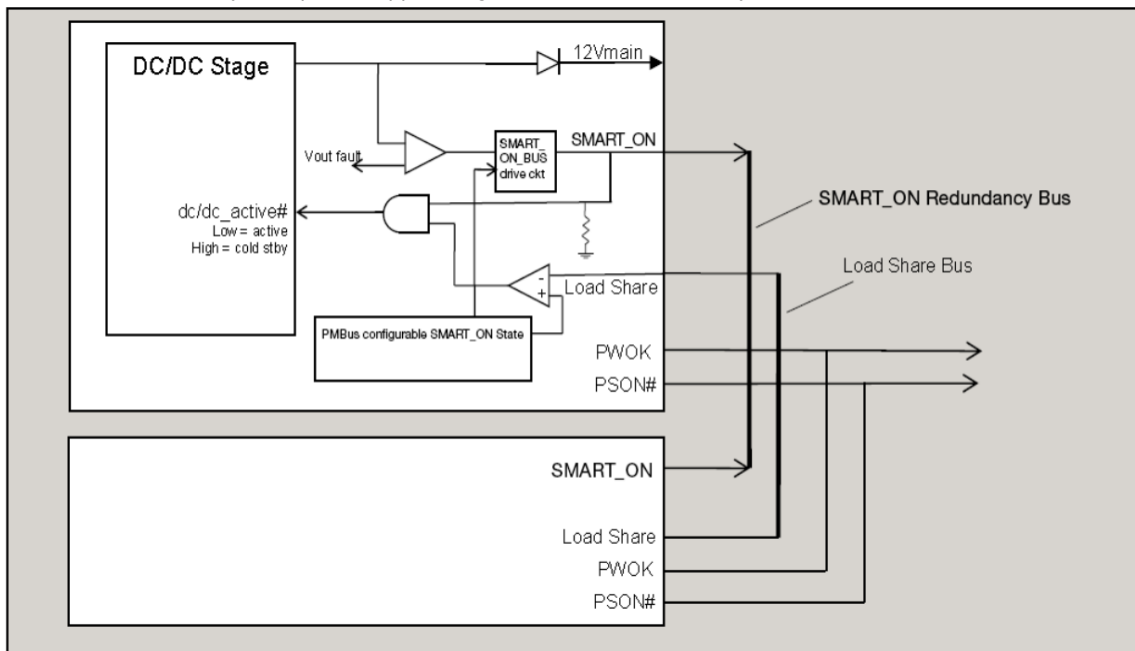 DC/DC Stage
12Vmain
SMART_
ON_BUS
drive ckt
SMART_ON
Vout fault
SMART_ON Redundancy Bus
dc/dc_active#
Low = active
High = cold stby
Load Share Bus
-
+
Load Share
PMBus configurable SMART_ON State
PWOK
PSON#
SMART_ON
Load Share
PWOK
PSON#